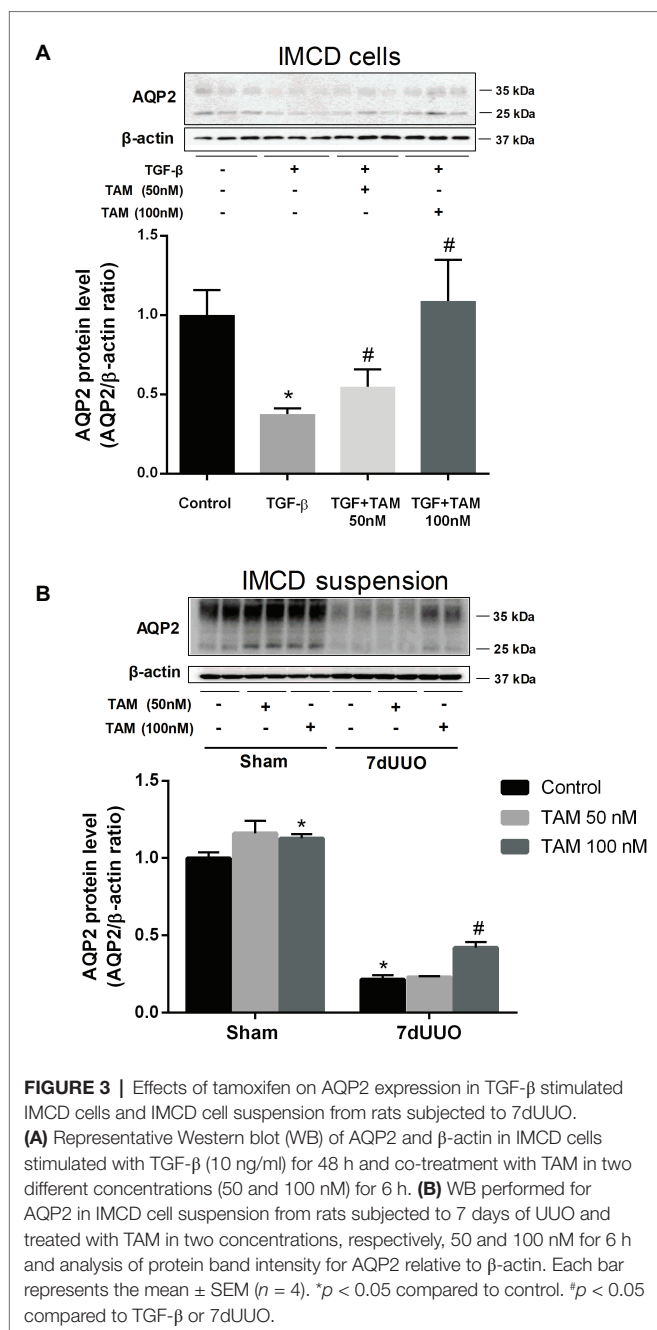 A
IMCD cells
AQP2
35 kDa
25 kDa
β-actin
37 kDa
TGF-β - + + +
TAM (50nM) - - + -
TAM (100nM) - - - +
AQP2 protein level
(AQP2/β-actin ratio)
1.5
1.0
0.5
0.0
*
#
#
Control TGF-β TGF+TAM TGF+TAM
50nM 100nM
B
IMCD suspension
AQP2
35 kDa
25 kDa
β-actin
37 kDa
TAM (50nM) - + - - + -
TAM (100nM) - - + - - +
Sham 7dUUO
AQP2 protein level
(AQP2/β-actin ratio)
1.5
1.0
0.5
0.0
*
*
#
Control
TAM 50 nM
TAM 100 nM
Sham 7dUUO
FIGURE 3 | Effects of tamoxifen on AQP2 expression in TGF-β stimulated
IMCD cells and IMCD cell suspension from rats subjected to 7dUUO.
(A) Representative Western blot (WB) of AQP2 and β-actin in IMCD cells
stimulated with TGF-β (10 ng/ml) for 48 h and co-treatment with TAM in two
different concentrations (50 and 100 nM) for 6 h. (B) WB performed for
AQP2 in IMCD cell suspension from rats subjected to 7 days of UUO and
treated with TAM in two concentrations, respectively, 50 and 100 nM for 6 h
and analysis of protein band intensity for AQP2 relative to β-actin. Each bar
represents the mean ± SEM (n = 4). *p < 0.05 compared to control. #p < 0.05
compared to TGF-β or 7dUUO.